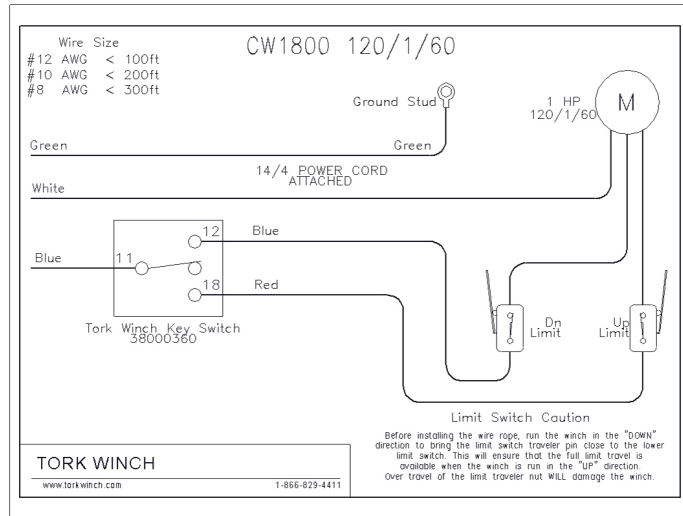 Wire Size
#12 AWG < 100ft
#10 AWG < 200ft
#8 AWG < 300ft
CW1800 120/1/60
Ground Stud
1 HP
120/1/60
M
Green
Green
14/4 POWER CORD
ATTACHED
White
12
Blue
Blue
11
18
Red
Tork Winch Key Switch
38000360
Dn
Limit
Up
Limit
Limit Switch Caution
Before installing the wire rope, run the winch in the "DOWN"
direction to bring the limit switch traveler pin close to the lower
limit switch. This will ensure that the full limit travel is
available when the winch is run in the "UP" direction.
Over travel of the limit traveler nut WILL damage the winch.
TORK WINCH
www.torkwinch.com
1-866-829-4411